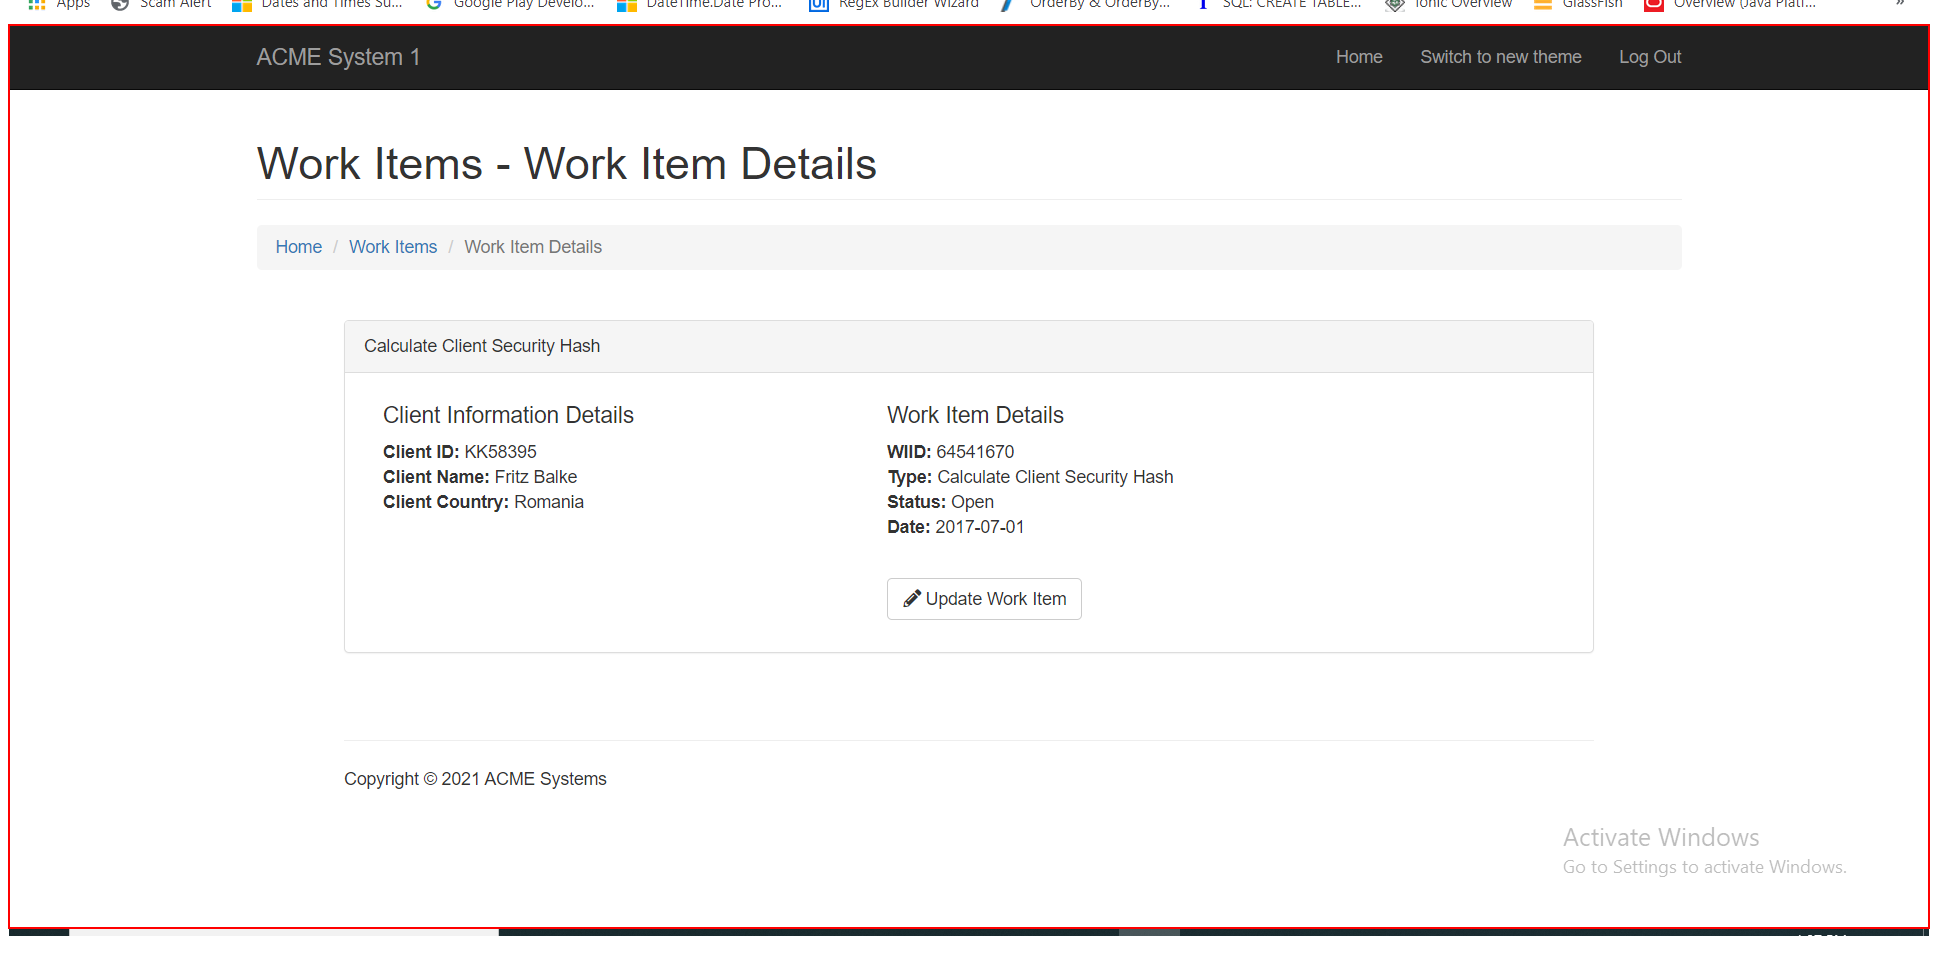 Apps Scam Alert Dates and Times Su... Google Play Develo... DateTime.Date Pro... UI RegEx Builder Wizard OrderBy & OrderBy... SQL: CREATE TABLE... Ionic Overview GlassFish Overview (Java Platf... »
ACME System 1 Home Switch to new theme Log Out
Work Items - Work Item Details
Home / Work Items / Work Item Details
Calculate Client Security Hash
Client Information Details
Client ID: KK58395
Client Name: Fritz Balke
Client Country: Romania
Work Item Details
WIID: 64541670
Type: Calculate Client Security Hash
Status: Open
Date: 2017-07-01
Update Work Item
Copyright © 2021 ACME Systems
Activate Windows
Go to Settings to activate Windows.